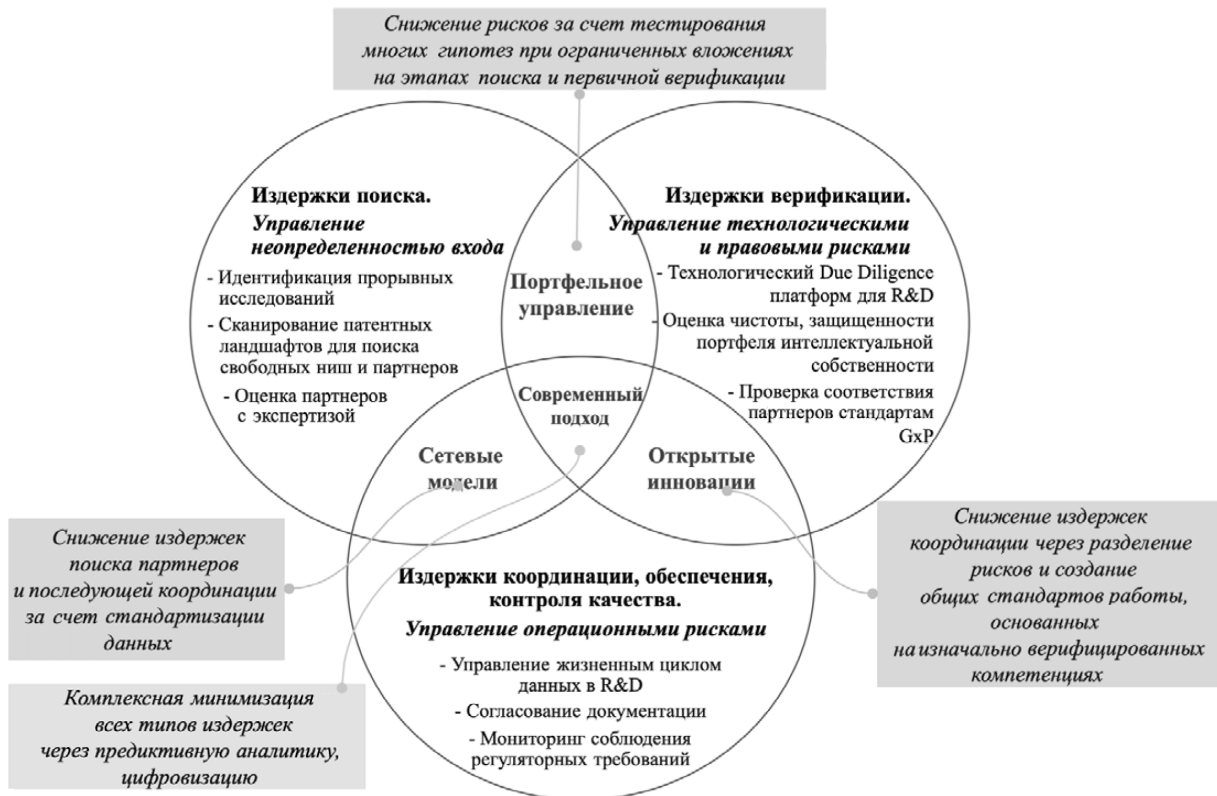 Снижение рисков за счет тестирования
многих гипотез при ограниченных вложениях
на этапах поиска и первичной верификации
Издержки поиска.
Управление
неопределенностью входа
- Идентификация прорывных
исследований
- Сканирование патентных
ландшафтов для поиска
свободных ниш и партнеров
- Оценка партнеров
с экспертизой
Портфельное
управление
Издержки верификации.
Управление технологическими
и правовыми рисками
- Технологический Due Diligence
платформ для R&D
- Оценка чистоты, защищенности
портфеля интеллектуальной
собственности
- Проверка соответствия
партнеров стандартам
GxP
Современный
подход
Сетевые
модели
Открытые
инновации
Снижение издержек
поиска партнеров
и последующей координации
за счет стандартизации
данных
Издержки координации, обеспечения,
контроля качества.
Управление операционными рисками
- Управление жизненным циклом
данных в R&D
- Согласование документации
- Мониторинг соблюдения
регуляторных требований
Снижение издержек
координации через разделение
рисков и создание
общих стандартов работы,
основанных
на изначально верифицированных
компетенциях
Комплексная минимизация
всех типов издержек
через предиктивную аналитику,
цифровизацию